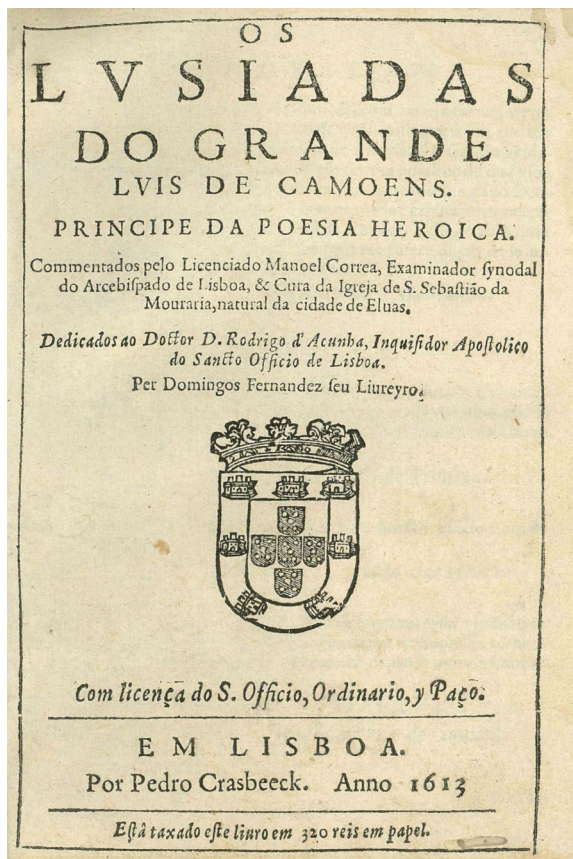 OS
LVSIADAS
DO GRANDE
LVIS DE CAMOENS.
PRINCIPE DA POESIA HEROICA.
Commentados pelo Licenciado Manoel Correa, Examinador ſynodal
do Arcebiſpado de Lisboa, & Cura da Igreja de S. Sebaſtião da
Mouraria, natural da cidade de Eluas.
Dedicados ao Doctor D. Rodrigo d'Acunha, Inquiſidor Apoſtolico
do Sancto Officio de Lisboa.
Per Domingos Fernandez ſeu Liureyro.
Com licença do S. Officio, Ordinario, y Paço.
EM LISBOA.
Por Pedro Crasbeeck. Anno 1613
Eſtâ taxado eſte liuro em 320 reis em papel.